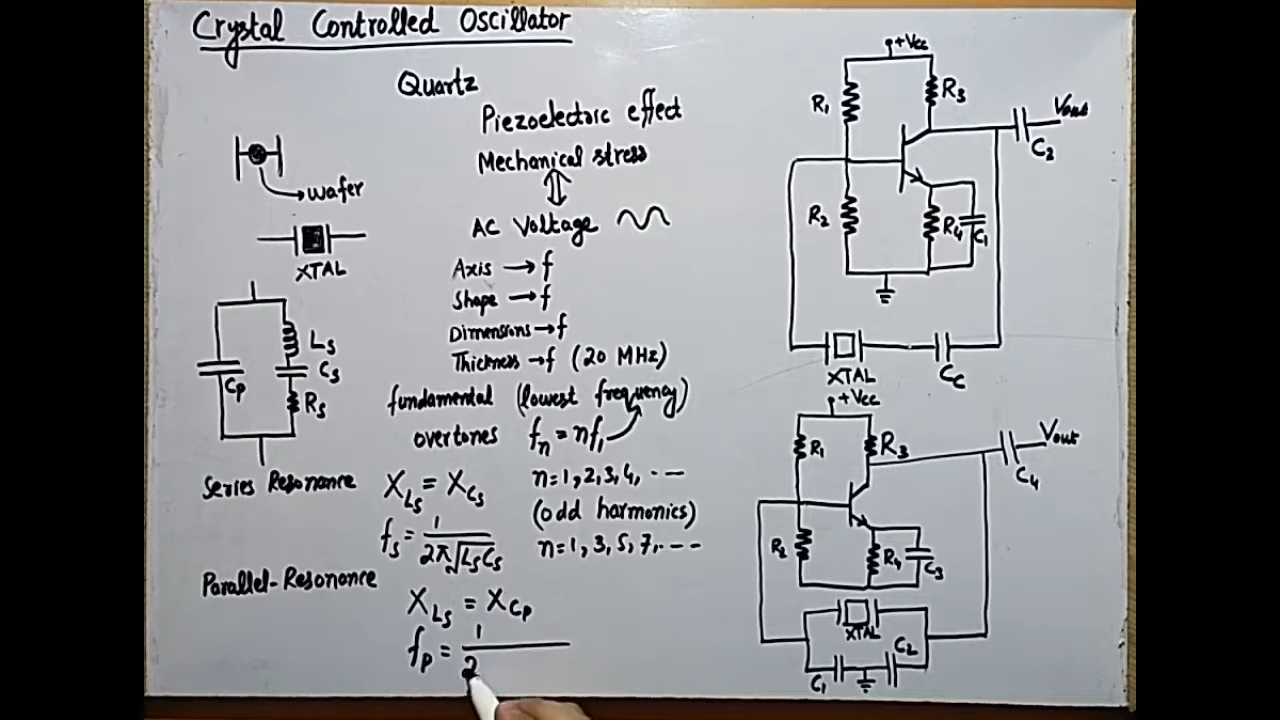 Crystal Controlled Oscillator
Quartz
Piezoelectric effect
Mechanical stress
AC Voltage
wafer
XTAL
Axis → f
Shape → f
Dimensions → f
Thickness → f (20 MHz)
fundamental (lowest frequency)
overtones fn = nf1
n = 1, 2, 3, 4, ...
(odd harmonics)
n = 1, 3, 5, 7, ...
Cp
Ls
Cs
Rs
Series Resonance
XLs = XCs
fs = 1 / 2π√LsCs
Parallel-Resonance
XLs = XCp
fp = 1 / 2
+Vcc
R1
R3
Vout
C2
R2
R4
C1
XTAL
Cc
+Vcc
R1
R3
Vout
C4
R2
R4
C3
XTAL
C1
C2